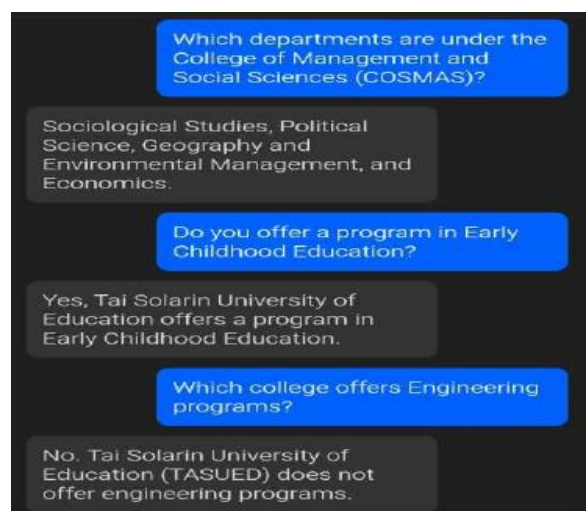 Which departments are under the
College of Management and
Social Sciences (COSMAS)?
Sociological Studies, Political
Science, Geography and
Environmental Management, and
Economics.
Do you offer a program in Early
Childhood Education?
Yes, Tai Solarin University of
Education offers a program in
Early Childhood Education.
Which college offers Engineering
programs?
No. Tai Solarin University of
Education (TASUED) does not
offer engineering programs.